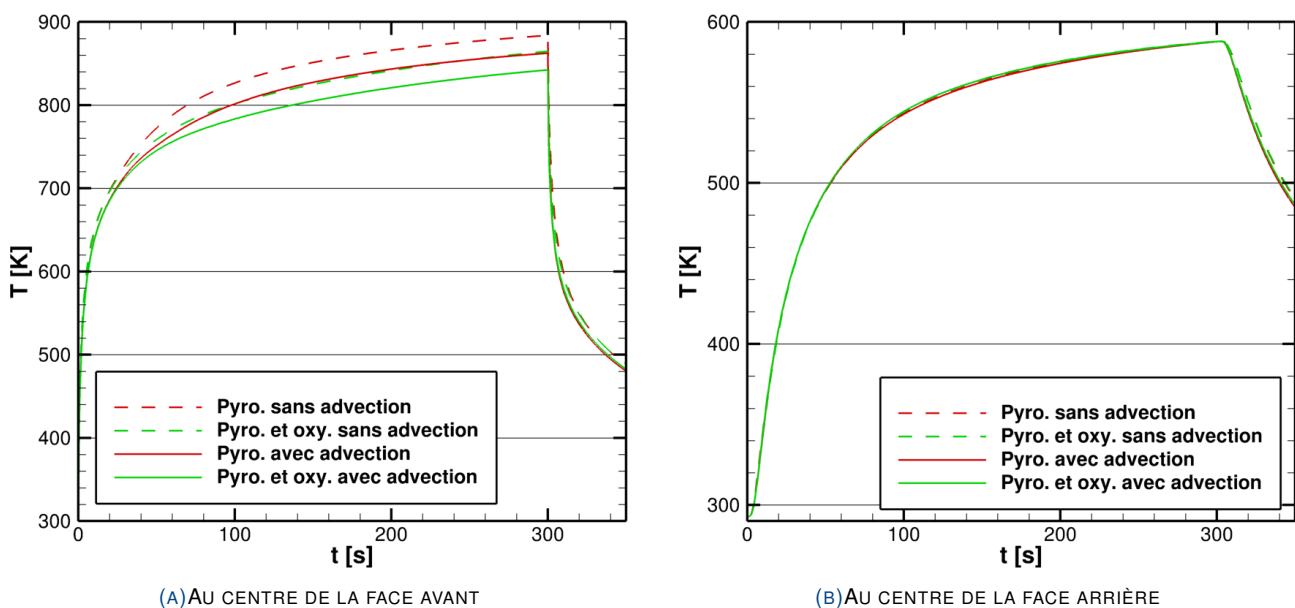 900
800
700
600
500
400
300
T [K]
Pyro. sans advection
Pyro. et oxy. sans advection
Pyro. avec advection
Pyro. et oxy. avec advection
0
100
200
300
t [s]
(A) AU CENTRE DE LA FACE AVANT
600
500
400
300
T [K]
Pyro. sans advection
Pyro. et oxy. sans advection
Pyro. avec advection
Pyro. et oxy. avec advection
0
100
200
300
t [s]
(B) AU CENTRE DE LA FACE ARRIÈRE